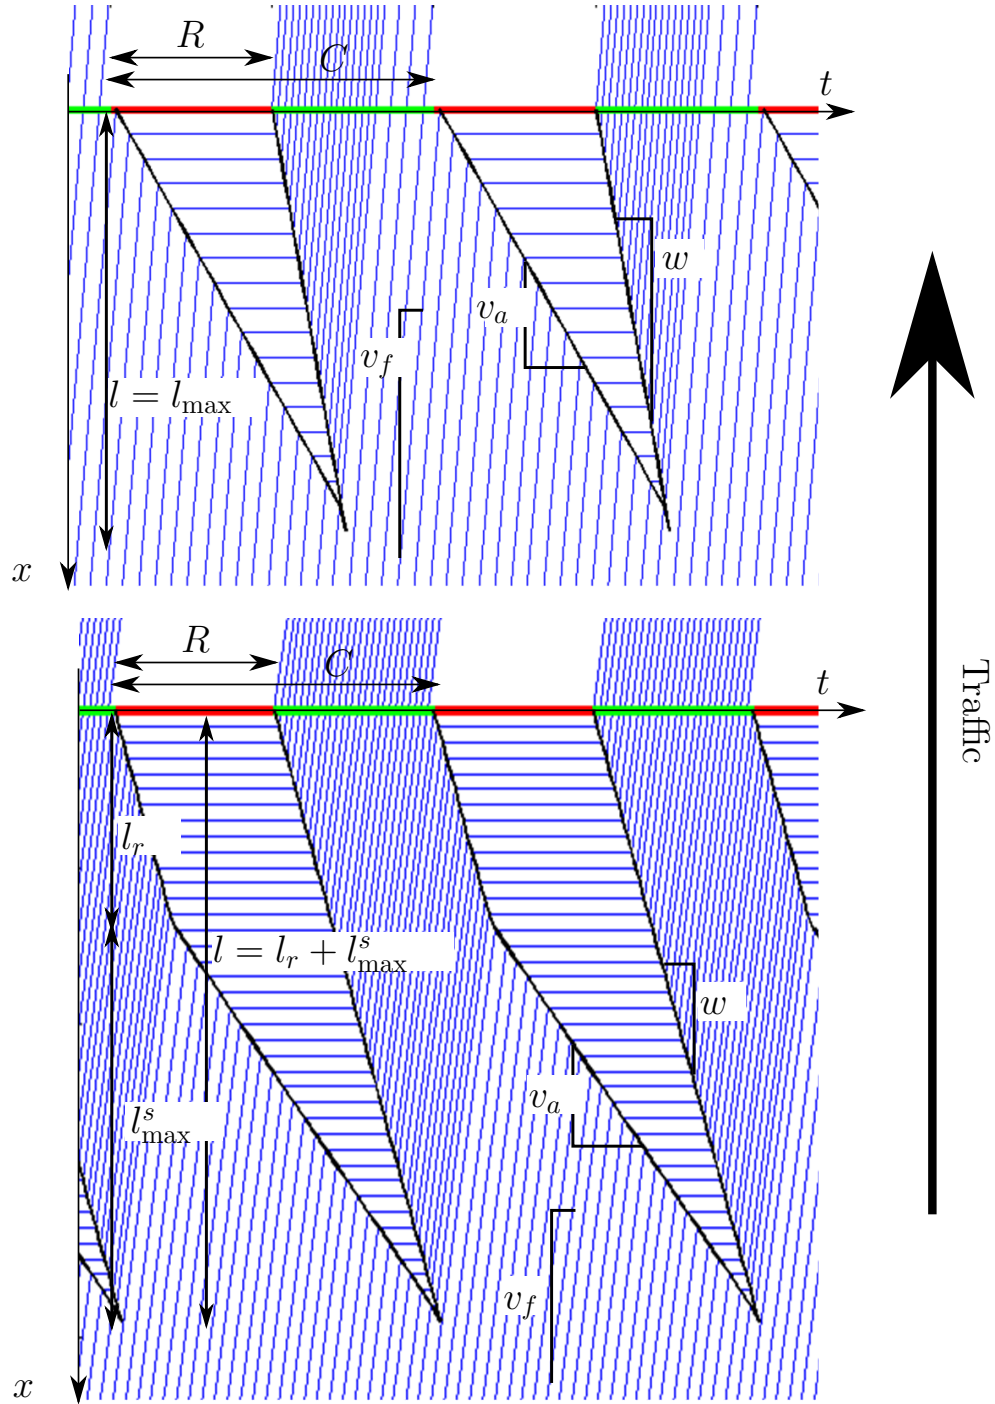 R
C
t
w
v_a
v_f
l = l_max
x
R
C
t
l_r
l = l_r + l^s_max
w
v_a
l^s_max
v_f
x
Traffic